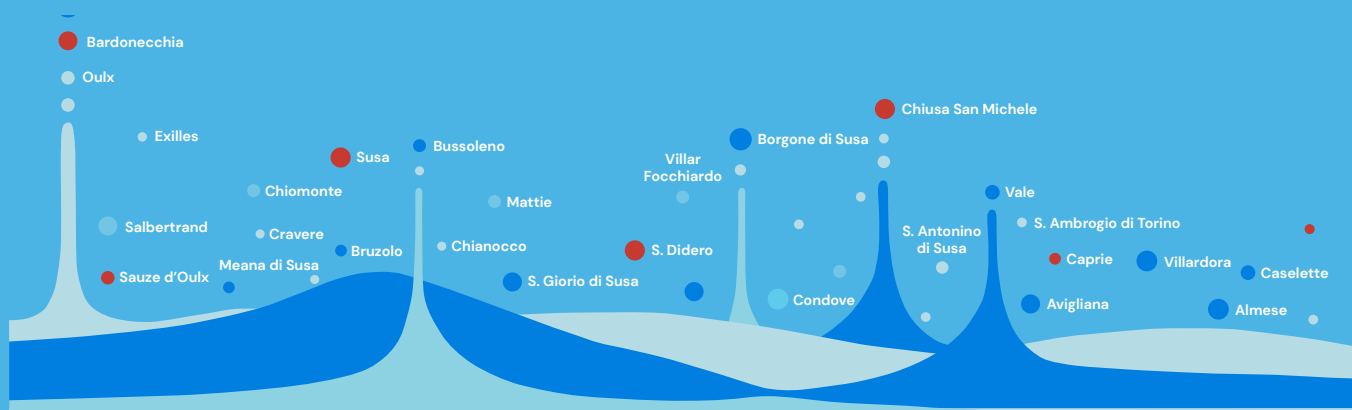 Bardonecchia
Oulx
Exilles
Chiomonte
Salbertrand
Cravere
Meana di Susa
Sauze d'Oulx
Susa
Bussoleno
Bruzolo
Mattie
Chianocco
S. Giorio di Susa
Villar
Focchiardo
S. Didero
Borgone di Susa
Condove
Chiusa San Michele
S. Antonino
di Susa
Vale
S. Ambrogio di Torino
Caprie
Villardora
Caselette
Avigliana
Almese